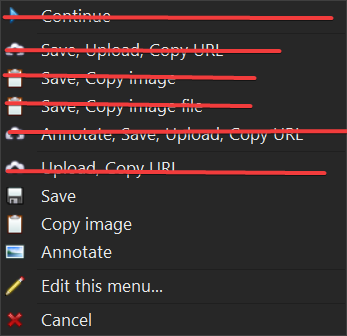 Continue
Save, Upload, Copy URL
Save, Copy image
Save, Copy image file
Annotate, Save, Upload, Copy URL
Upload, Copy URL
Save
Copy image
Annotate
Edit this menu...
Cancel